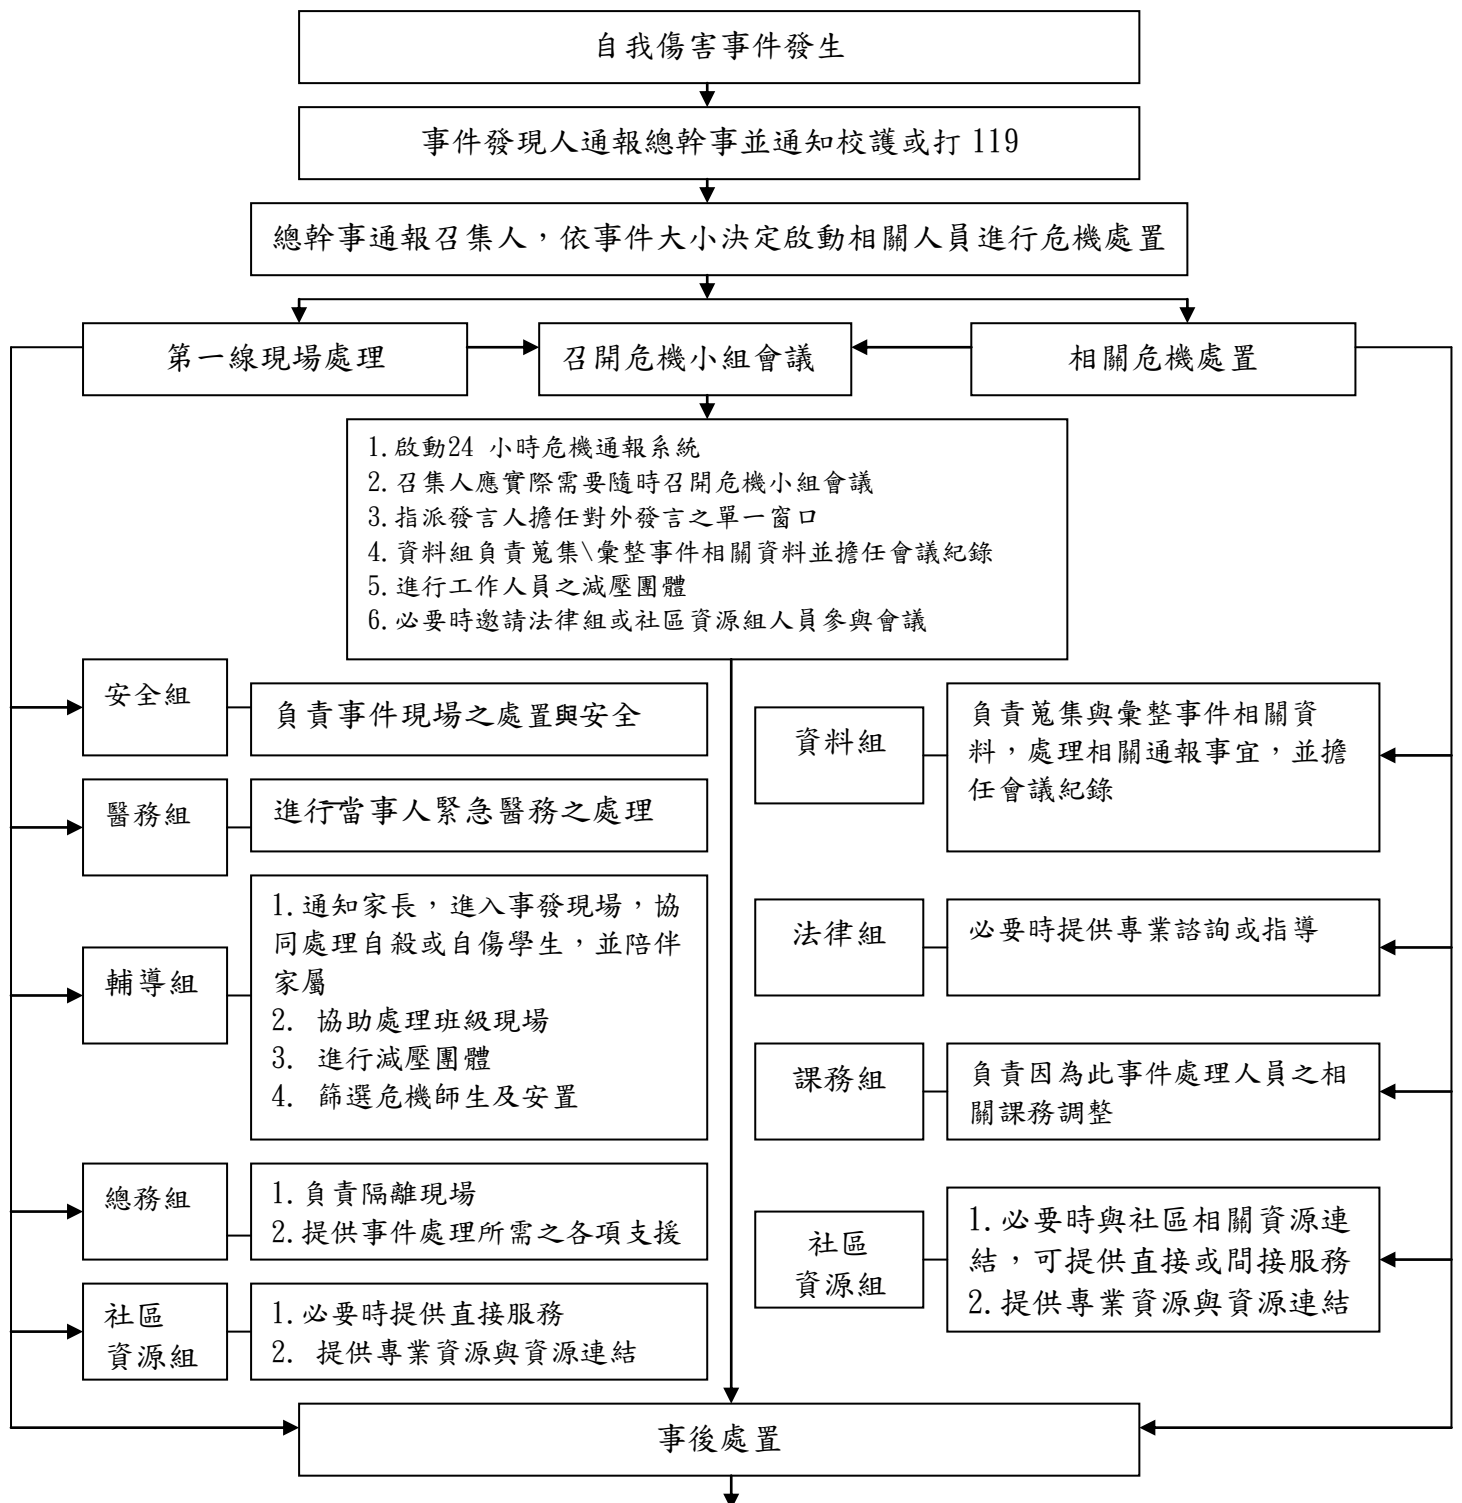 自我傷害事件發生
事件發現人通報總幹事並通知校護或打 119
總幹事通報召集人，依事件大小決定啟動相關人員進行危機處置
第一線現場處理
召開危機小組會議
相關危機處置
1.啟動24 小時危機通報系統
2.召集人應實際需要隨時召開危機小組會議
3.指派發言人擔任對外發言之單一窗口
4.資料組負責蒐集\彙整事件相關資料並擔任會議紀錄
5.進行工作人員之減壓團體
6.必要時邀請法律組或社區資源組人員參與會議
安全組
負責事件現場之處置與安全
醫務組
進行當事人緊急醫務之處理
輔導組
1.通知家長，進入事發現場，協
同處理自殺或自傷學生，並陪伴
家屬
2. 協助處理班級現場
3. 進行減壓團體
4. 篩選危機師生及安置
總務組
1.負責隔離現場
2.提供事件處理所需之各項支援
社區
資源組
1.必要時提供直接服務
2. 提供專業資源與資源連結
資料組
負責蒐集與彙整事件相關資
料，處理相關通報事宜，並擔
任會議紀錄
法律組
必要時提供專業諮詢或指導
課務組
負責因為此事件處理人員之相
關課務調整
社區
資源組
1.必要時與社區相關資源連
結，可提供直接或間接服務
2.提供專業資源與資源連結
事後處置